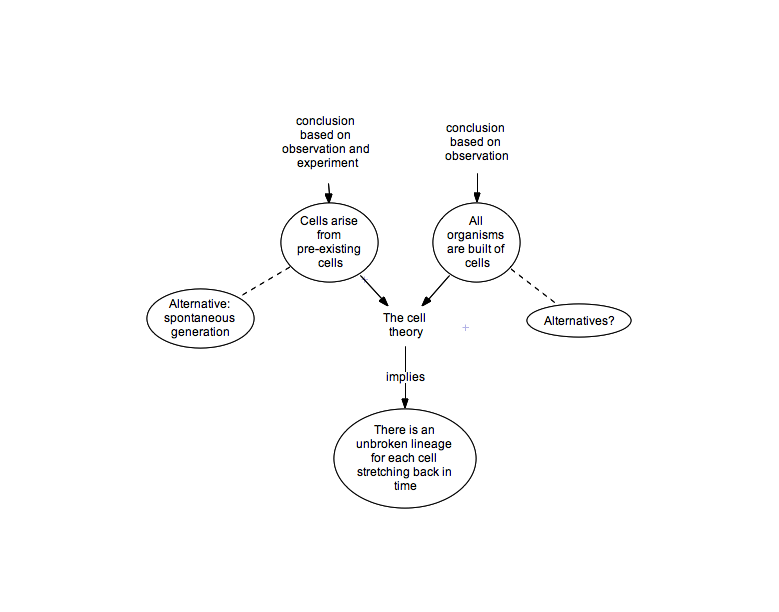 conclusion
based on
observation and
experiment
conclusion
based on
observation
Cells arise
from
pre-existing
cells
All
organisms
are built of
cells
Alternative:
spontaneous
generation
The cell
theory
Alternatives?
implies
There is an
unbroken lineage
for each cell
stretching back in
time